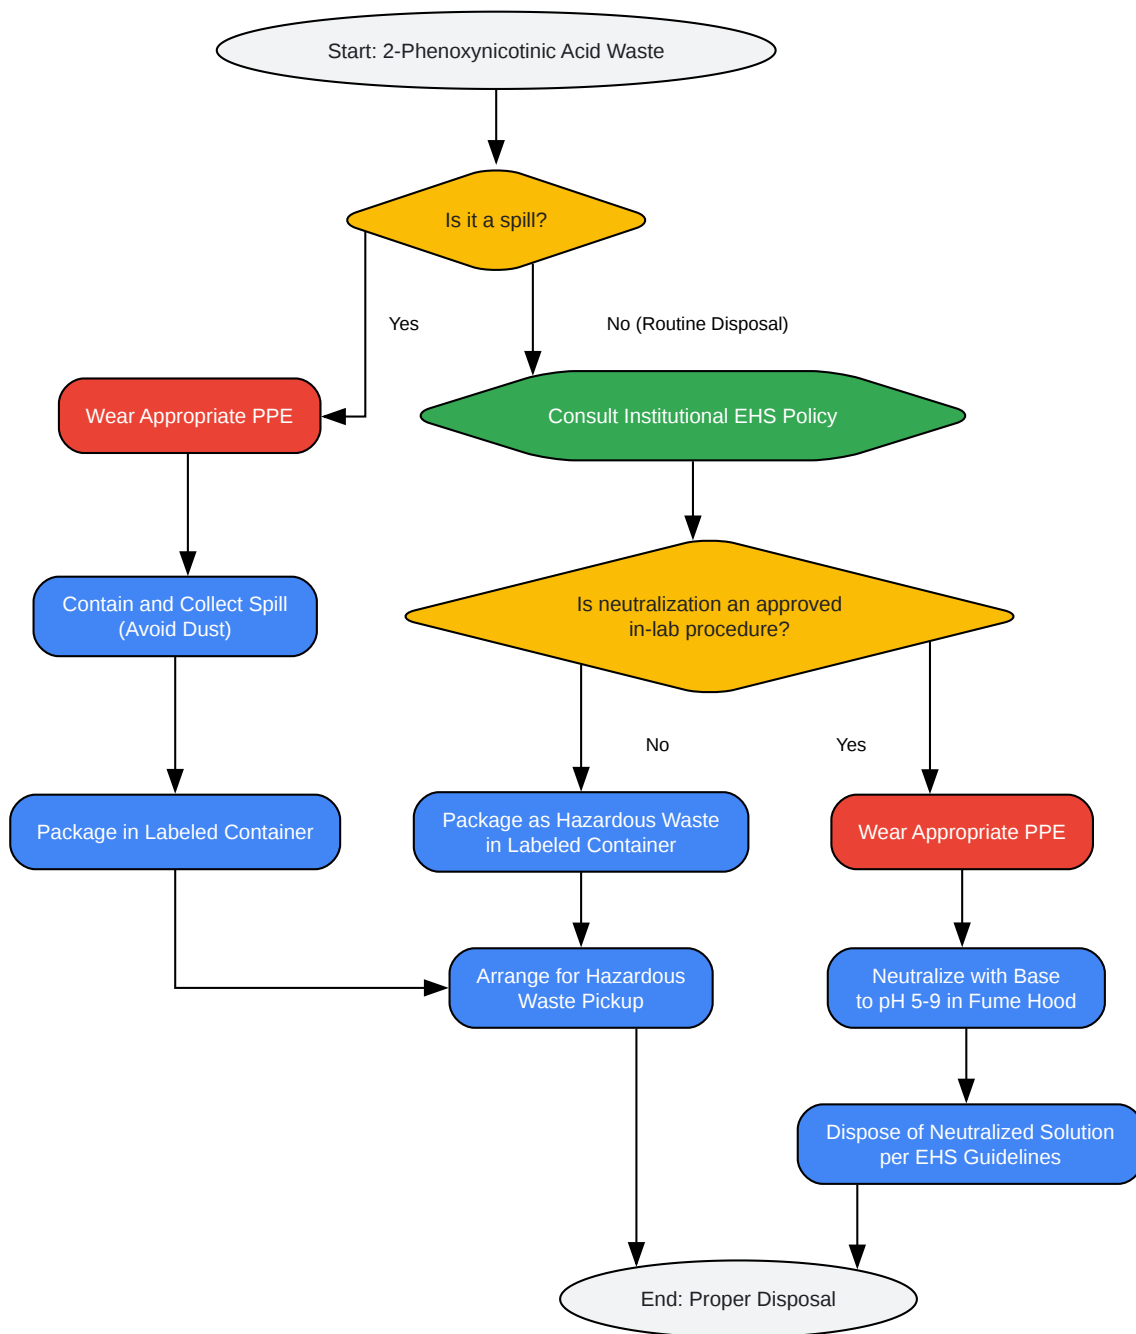 Start: 2-Phenoxynicotinic Acid Waste
Is it a spill?
Yes
No (Routine Disposal)
Wear Appropriate PPE
Consult Institutional EHS Policy
Contain and Collect Spill
(Avoid Dust)
Is neutralization an approved
in-lab procedure?
No
Yes
Package in Labeled Container
Package as Hazardous Waste
in Labeled Container
Wear Appropriate PPE
Arrange for Hazardous
Waste Pickup
Neutralize with Base
to pH 5-9 in Fume Hood
Dispose of Neutralized Solution
per EHS Guidelines
End: Proper Disposal